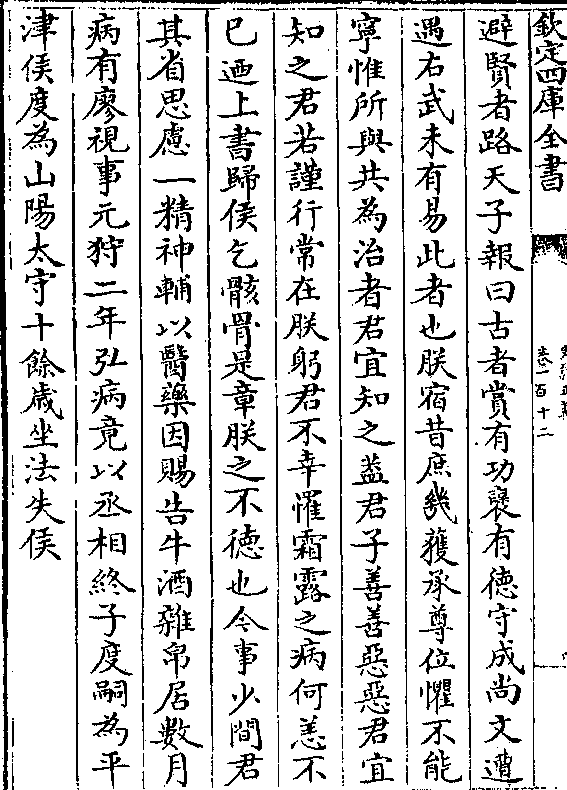 欽定四庫全書
卷一百十二
避賢者路天子報曰古者賞有功襃有德守成尚文遭
遇右武未有易此者也朕宿昔庶幾獲承尊位懼不能
寧惟所與共為治者君宜知之葢君子善善惡惡君宜
知之君若謹行常在朕躬君不幸罹霜露之病何恙不
已迺上書歸侯乞骸骨是章朕之不德也今事少間君
其省思慮一精神輔以醫藥因賜告牛酒雜帛居數月
病有廖視事元狩二年弘病竟以丞相終子度嗣為平
津侯度為山陽太守十餘歲坐法失侯